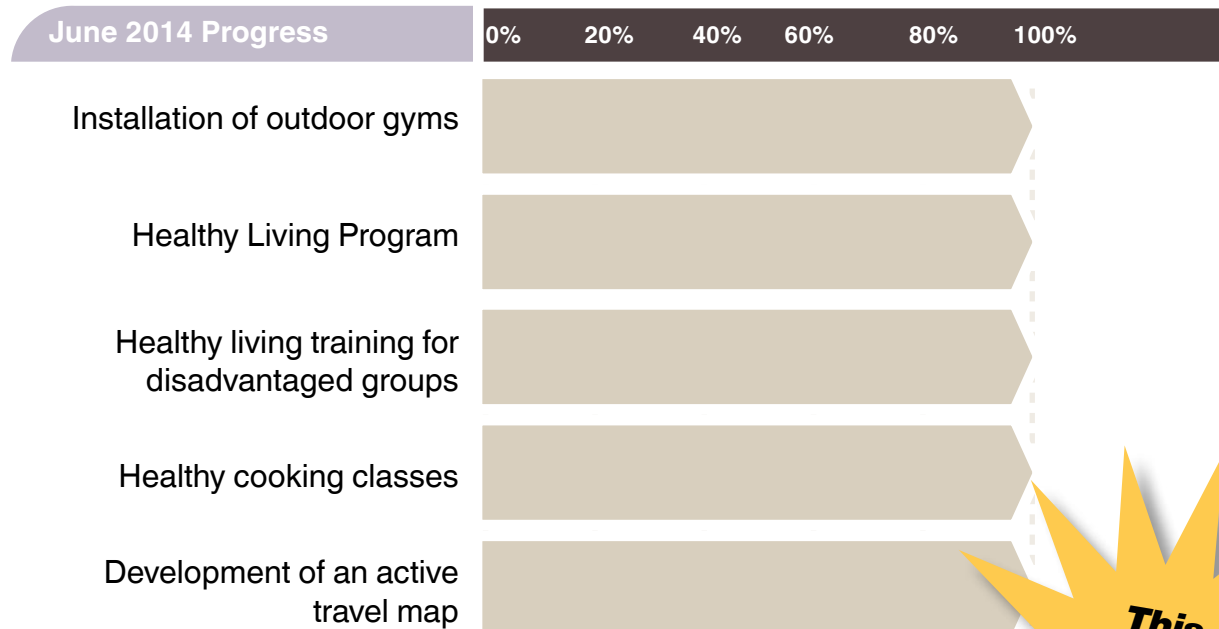 June 2014 Progress 0% 20% 40% 60% 80% 100%
Installation of outdoor gyms
Healthy Living Program
Healthy living training for
disadvantaged groups
Healthy cooking classes
Development of an active
travel map
This